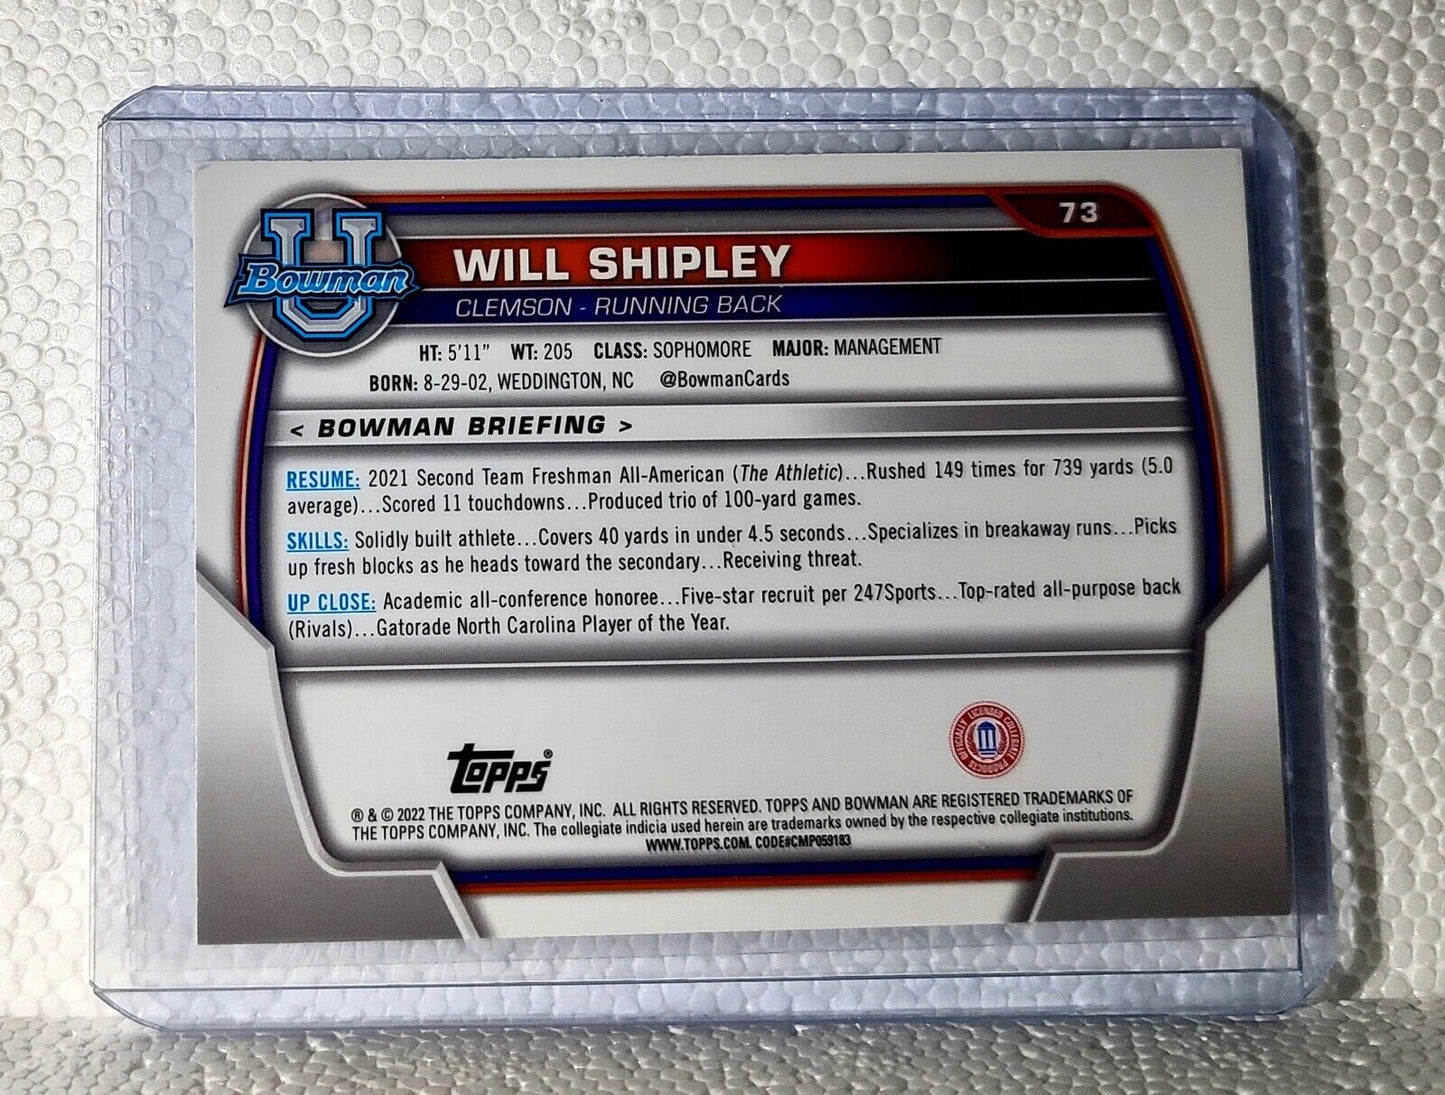 73
U
Bowman
WILL SHIPLEY
CLEMSON - RUNNING BACK
HT: 5'11" WT: 205 CLASS: SOPHOMORE MAJOR: MANAGEMENT
BORN: 8-29-02, WEDDINGTON, NC @BowmanCards
< BOWMAN BRIEFING >
RESUME: 2021 Second Team Freshman All-American (The Athletic)...Rushed 149 times for 739 yards (5.0
average)...Scored 11 touchdowns...Produced trio of 100-yard games.
SKILLS: Solidly built athlete...Covers 40 yards in under 4.5 seconds...Specializes in breakaway runs...Picks
up fresh blocks as he heads toward the secondary...Receiving threat.
UP CLOSE: Academic all-conference honoree...Five-star recruit per 247Sports...Top-rated all-purpose back
(Rivals)...Gatorade North Carolina Player of the Year.
topps®
OFFICIALLY LICENSED COLLEGIATE PRODUCTS
® & © 2022 THE TOPPS COMPANY, INC. ALL RIGHTS RESERVED. TOPPS AND BOWMAN ARE REGISTERED TRADEMARKS OF
THE TOPPS COMPANY, INC. The collegiate indicia used herein are trademarks owned by the respective collegiate institutions.
WWW.TOPPS.COM. CODE#CMP059183